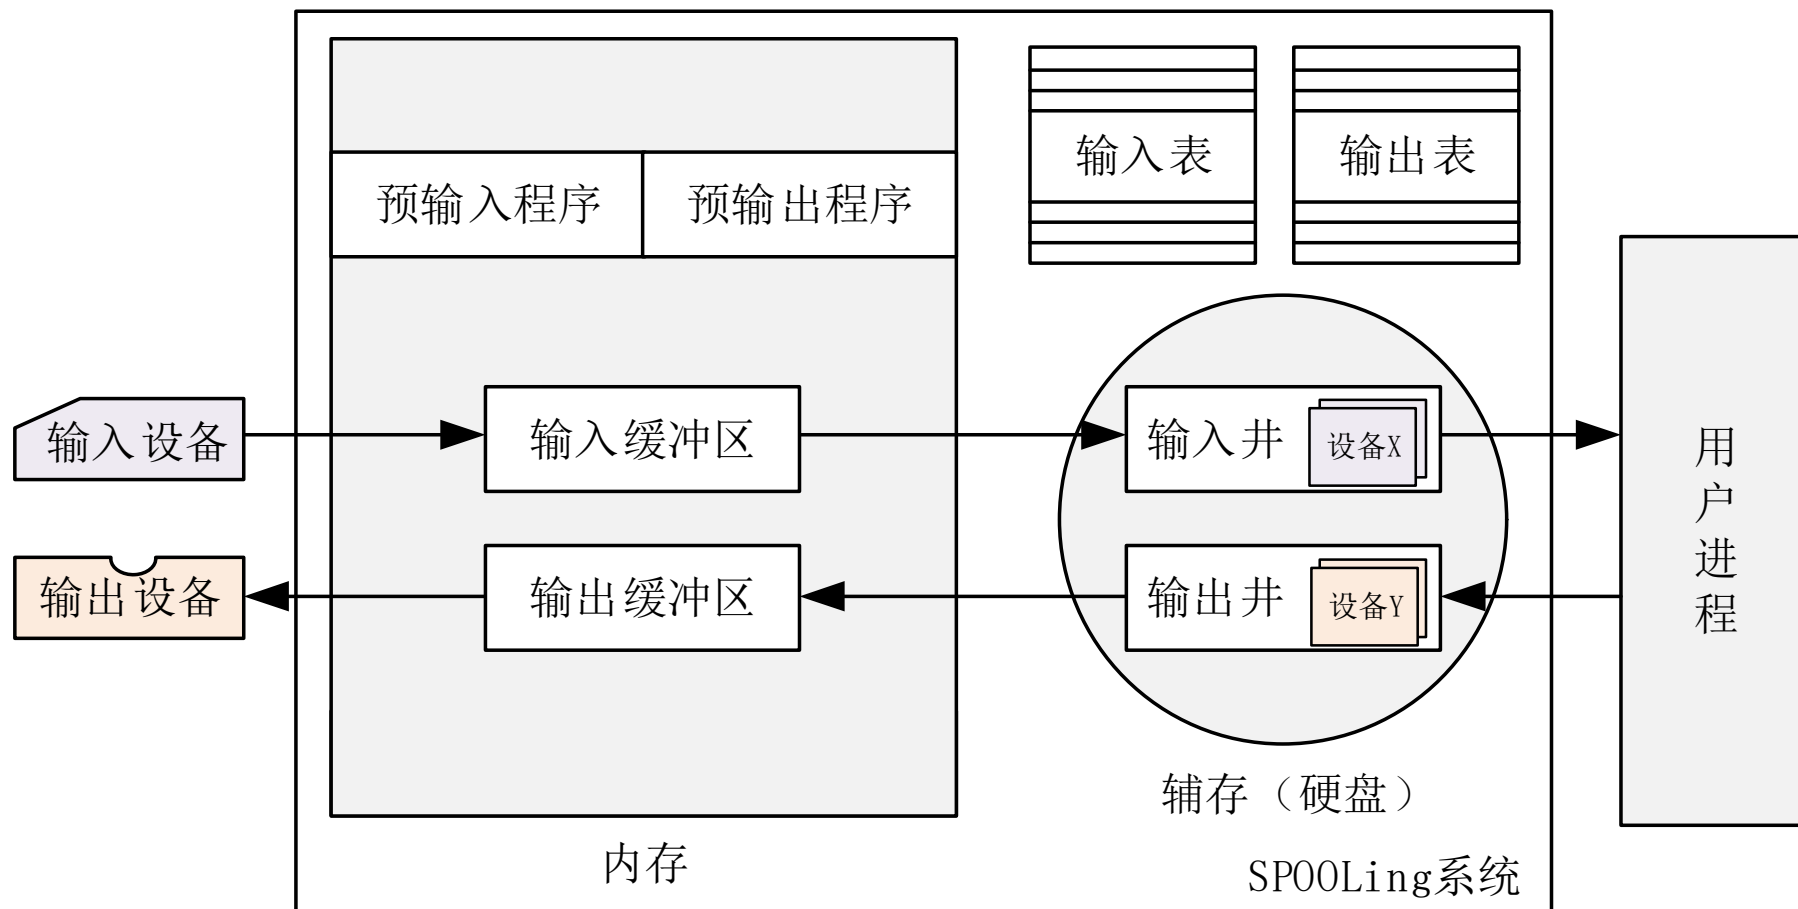 输入表
输出表
预输入程序
预输出程序
输入设备
输入缓冲区
输入井
设备X
输出设备
输出缓冲区
输出井
设备Y
用户进程
辅存（硬盘）
内存
SPOOLing系统